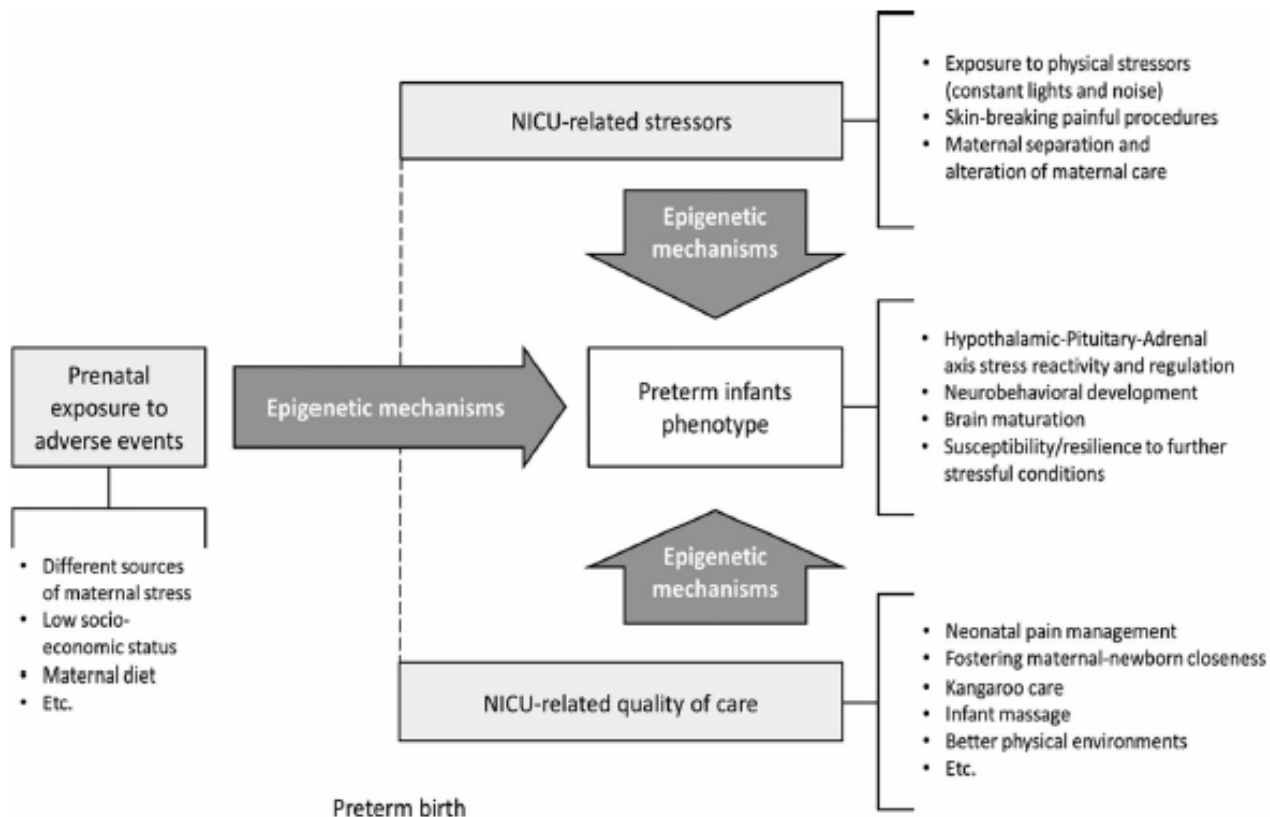 NICU-related stressors
• Exposure to physical stressors
(constant lights and noise)
• Skin-breaking painful procedures
• Maternal separation and
alteration of maternal care
Epigenetic
mechanisms
Prenatal
exposure to
adverse events
Epigenetic mechanisms
Preterm infants
phenotype
• Hypothalamic-Pituitary-Adrenal
axis stress reactivity and regulation
• Neurobehavioral development
• Brain maturation
• Susceptibility/resilience to further
stressful conditions
• Different sources
of maternal stress
• Low socio-
economic status
• Maternal diet
• Etc.
Epigenetic
mechanisms
NICU-related quality of care
• Neonatal pain management
• Fostering maternal-newborn closeness
• Kangaroo care
• Infant massage
• Better physical environments
• Etc.
Preterm birth